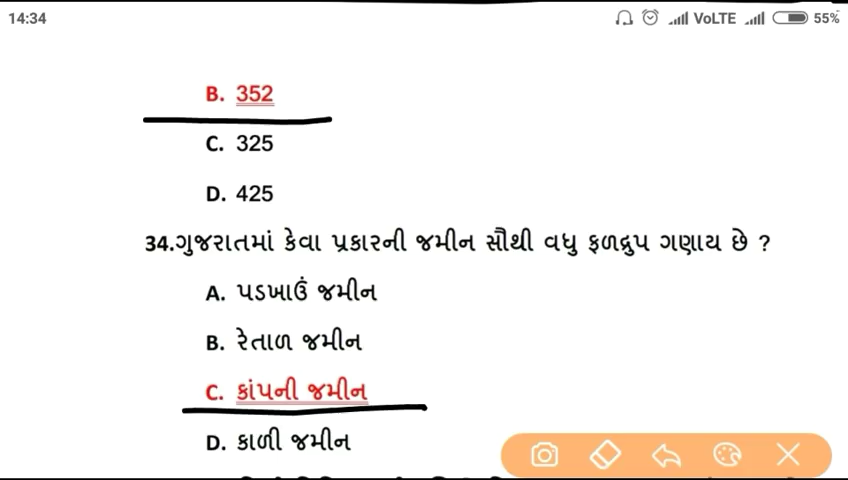 14:34 VoLTE 55%
B. 352
C. 325
D. 425
34.ગુજરાતમાં કેવા પ્રકારની જમીન સૌથી વધુ ફળદ્રુપ ગણાય છે ?
A. પડખાઉં જમીન
B. રેતાળ જમીન
C. કાંપની જમીન
D. કાળી જમીન